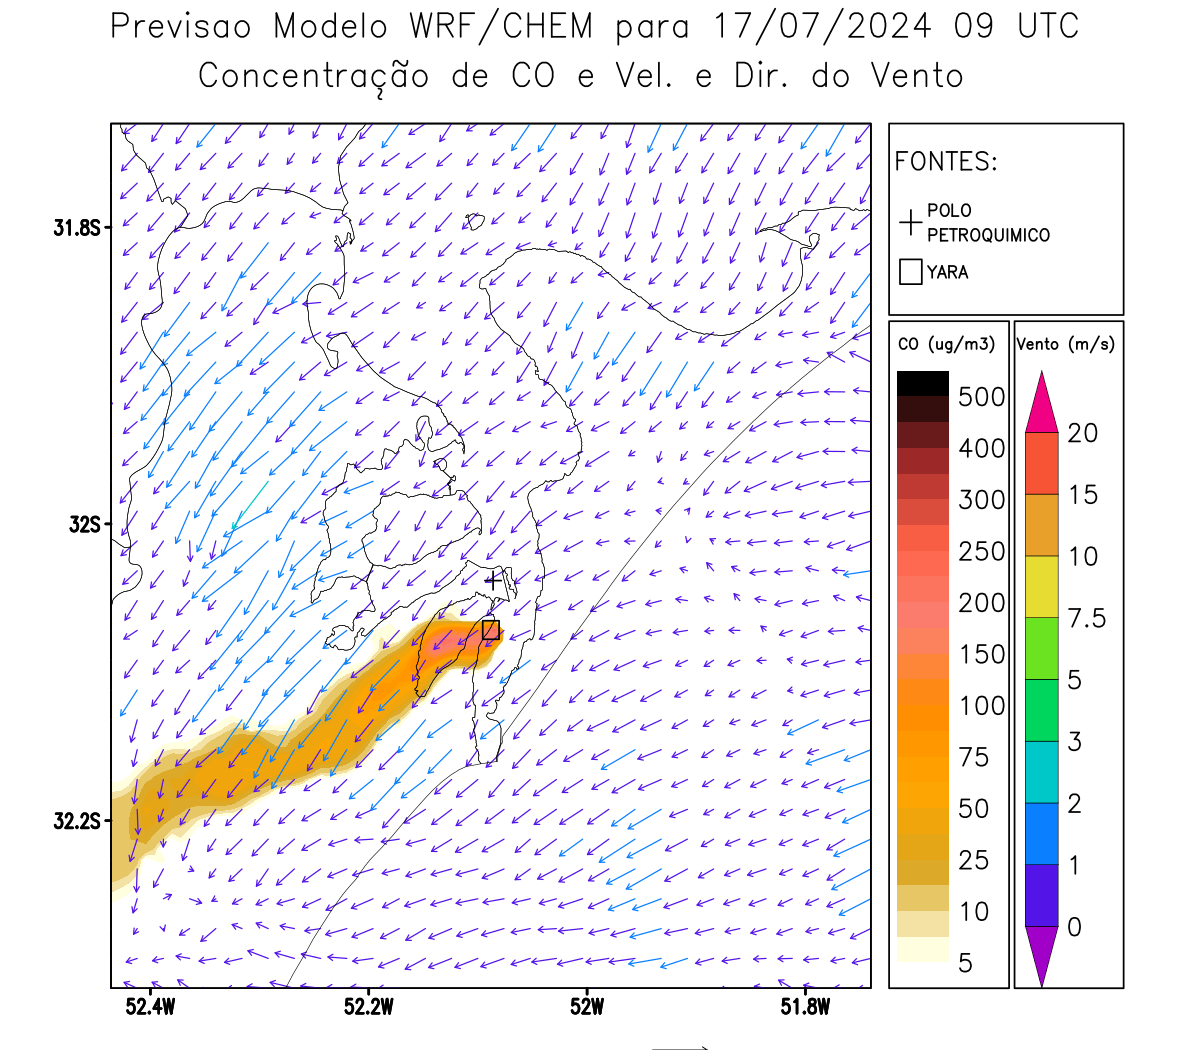 Previsao Modelo WRF/CHEM para 17/07/2024 09 UTC
Concentração de CO e Vel. e Dir. do Vento
FONTES:
POLO
PETROQUIMICO
YARA
31.8S
32S
32.2S
52.4W
52.2W
52W
51.8W
CO (ug/m3)
500
400
300
250
200
150
100
75
50
25
10
5
Vento (m/s)
20
15
10
7.5
5
3
2
1
0